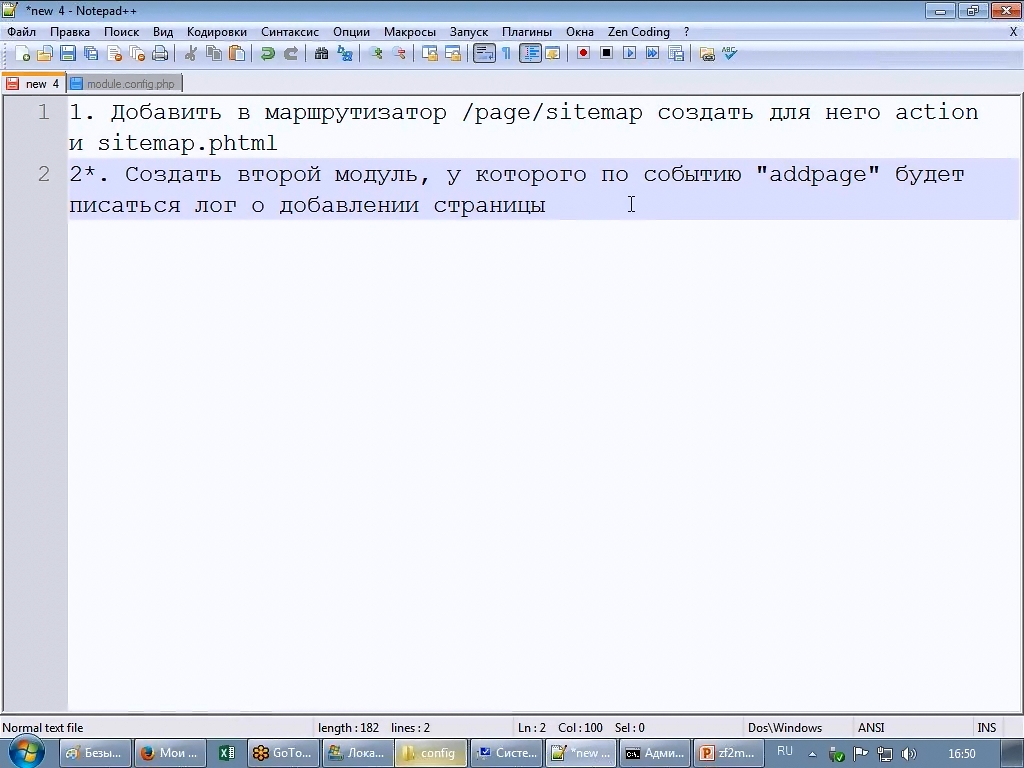 *new 4 - Notepad++
Файл Правка Поиск Вид Кодировки Синтаксис Опции Макросы Запуск Плагины Окна Zen Coding ? X
new 4 module.config.php
1 1. Добавить в маршрутизатор /page/sitemap создать для него action
и sitemap.phtml
2 2*. Создать второй модуль, у которого по событию "addpage" будет
писаться лог о добавлении страницы
Normal text file length : 182 lines : 2 Ln : 2 Col : 100 Sel : 0 Dos\Windows ANSI INS
Безы... Мои ... GoTo... Лока... config Систе... *new ... Адми... zf2m... RU 16:50